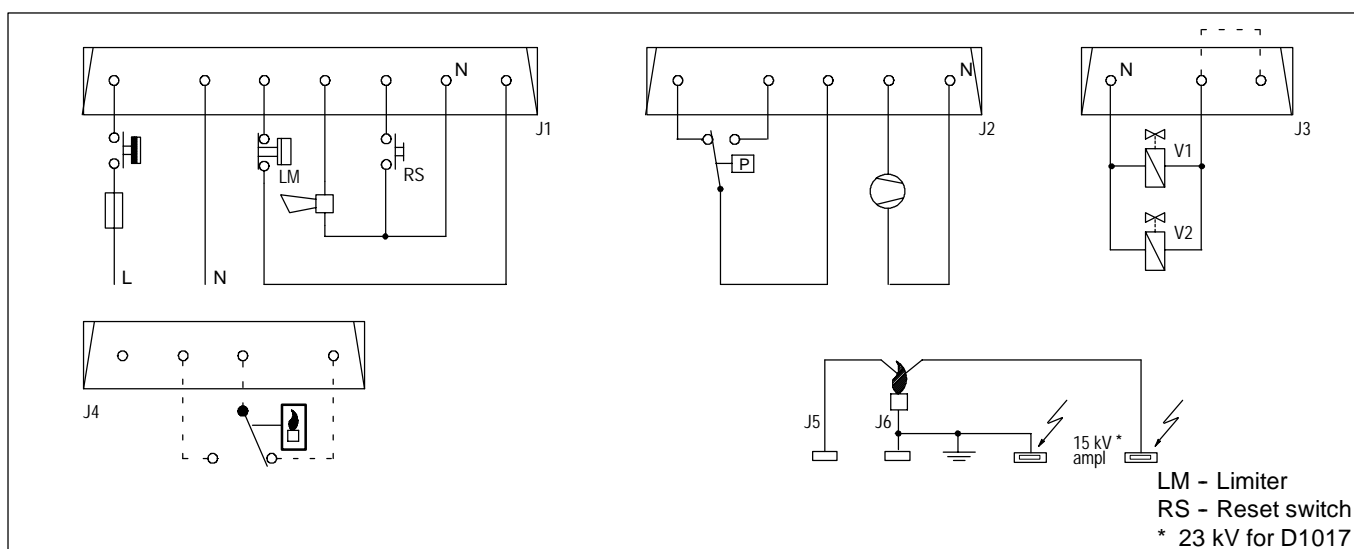 N
J1
LM
RS
L
N
N
J2
P
N
J3
V1
V2
J4
J5
J6
15 kV *
ampl
LM - Limiter
RS - Reset switch
* 23 kV for D1017